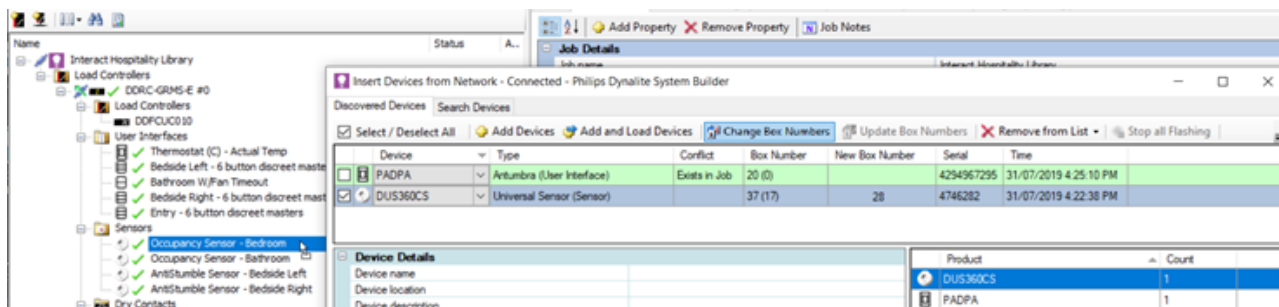 Add Property Remove Property Job Notes
Name Status A..
Job Details
Job name Interact Hospitality Library
Interact Hospitality Library
Load Controllers
DDRC-GRMS-E #0
Load Controllers
DDFCUC010
User Interfaces
Thermostat (C) - Actual Temp
Bedside Left - 6 button discreet maste
Bathroom W/Fan Timeout
Bedside Right - 6 button discreet mast
Entry - 6 button discreet masters
Sensors
Occupancy Sensor - Bedroom
Occupancy Sensor - Bathroom
AntiStumble Sensor - Bedside Left
AntiStumble Sensor - Bedside Right
Dry Contacts
Insert Devices from Network - Connected - Philips Dynalite System Builder
Discovered Devices Search Devices
Select / Deselect All Add Devices Add and Load Devices Change Box Numbers Update Box Numbers Remove from List Stop all Flashing
Device Type Conflict Box Number New Box Number Serial Time
PADPA Antumbra (User Interface) Exists in Job 20 (0) 4294967295 31/07/2019 4:25:10 PM
DUS360CS Universal Sensor (Sensor) 37 (17) 28 4746282 31/07/2019 4:22:38 PM
Device Details
Device name
Device location
Device description
Product Count
DUS360CS 1
PADPA 1